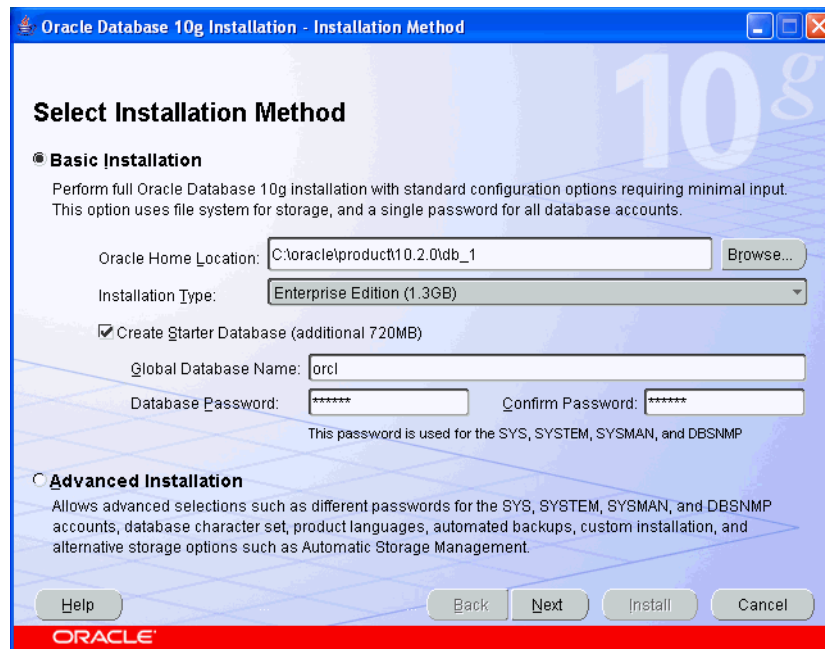 Oracle Database 10g Installation - Installation Method
10g
Select Installation Method
Basic Installation
Perform full Oracle Database 10g installation with standard configuration options requiring minimal input.
This option uses file system for storage, and a single password for all database accounts.
Oracle Home Location: C:\oracle\product\10.2.0\db_1 Browse...
Installation Type: Enterprise Edition (1.3GB)
Create Starter Database (additional 720MB)
Global Database Name: orcl
Database Password: ****** Confirm Password: ******
This password is used for the SYS, SYSTEM, SYSMAN, and DBSNMP
Advanced Installation
Allows advanced selections such as different passwords for the SYS, SYSTEM, SYSMAN, and DBSNMP
accounts, database character set, product languages, automated backups, custom installation, and
alternative storage options such as Automatic Storage Management.
Help Back Next Install Cancel
ORACLE